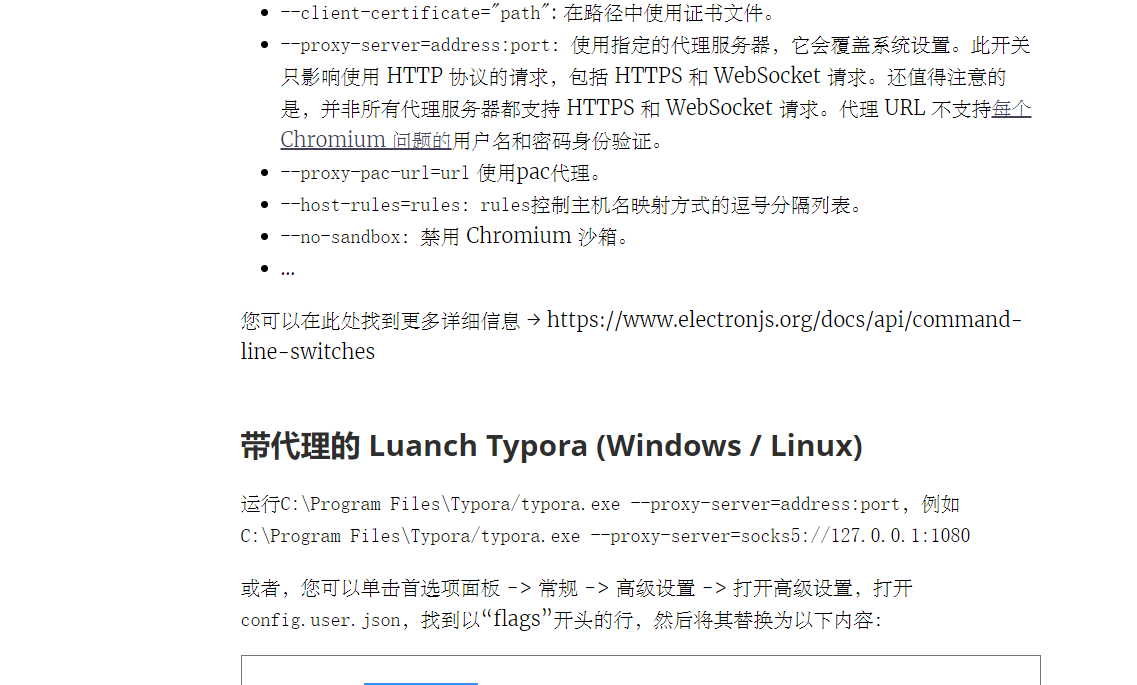 --client-certificate="path": 在路径中使用证书文件。
--proxy-server=address:port: 使用指定的代理服务器，它会覆盖系统设置。此开关
只影响使用 HTTP 协议的请求，包括 HTTPS 和 WebSocket 请求。还值得注意的
是，并非所有代理服务器都支持 HTTPS 和 WebSocket 请求。代理 URL 不支持每个
Chromium 问题的用户名和密码身份验证。
--proxy-pac-url=url 使用pac代理。
--host-rules=rules: rules控制主机名映射方式的逗号分隔列表。
--no-sandbox: 禁用 Chromium 沙箱。
...
您可以在此处找到更多详细信息 → https://www.electronjs.org/docs/api/command-
line-switches
带代理的 Luanch Typora (Windows / Linux)
运行C:\Program Files\Typora/typora.exe --proxy-server=address:port，例如
C:\Program Files\Typora/typora.exe --proxy-server=socks5://127.0.0.1:1080
或者，您可以单击首选项面板 -> 常规 -> 高级设置 -> 打开高级设置，打开
config.user.json，找到以“flags”开头的行，然后将其替换为以下内容：